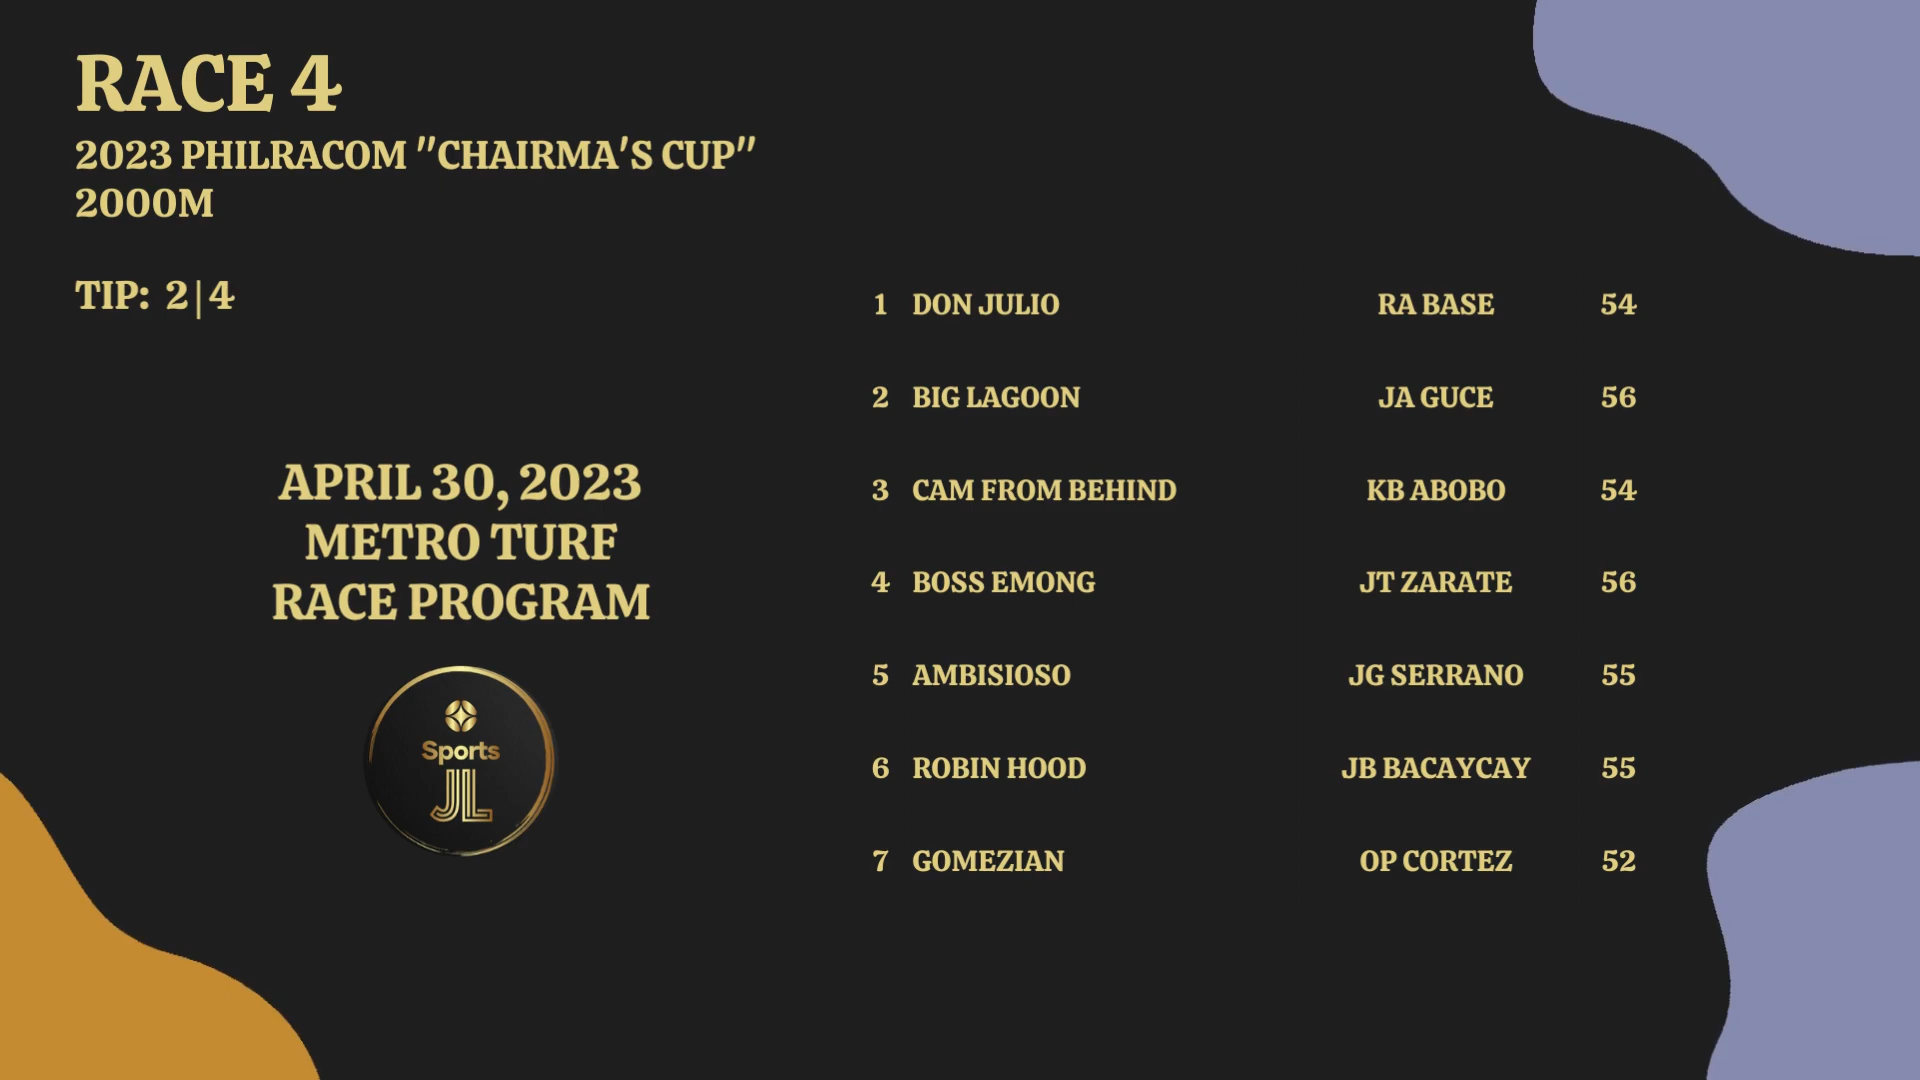 RACE 4
2023 PHILRACOM "CHAIRMA'S CUP"
2000M
TIP: 2|4
APRIL 30, 2023
METRO TURF
RACE PROGRAM
Sports
JL
1 DON JULIO RA BASE 54
2 BIG LAGOON JA GUCE 56
3 CAM FROM BEHIND KB ABOBO 54
4 BOSS EMONG JT ZARATE 56
5 AMBISIOSO JG SERRANO 55
6 ROBIN HOOD JB BACAYCAY 55
7 GOMEZIAN OP CORTEZ 52